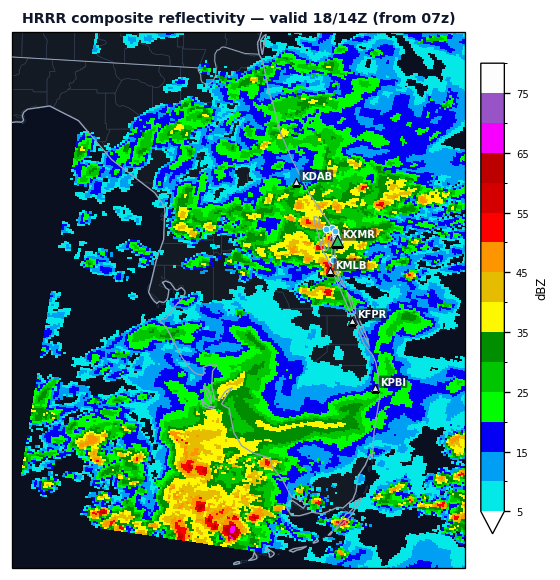 HRRR composite reflectivity — valid 18/14Z (from 07z)
KDAB
KXMR
KMLB
KFPR
KPBI
75
65
55
45
35
25
15
5
dBZ